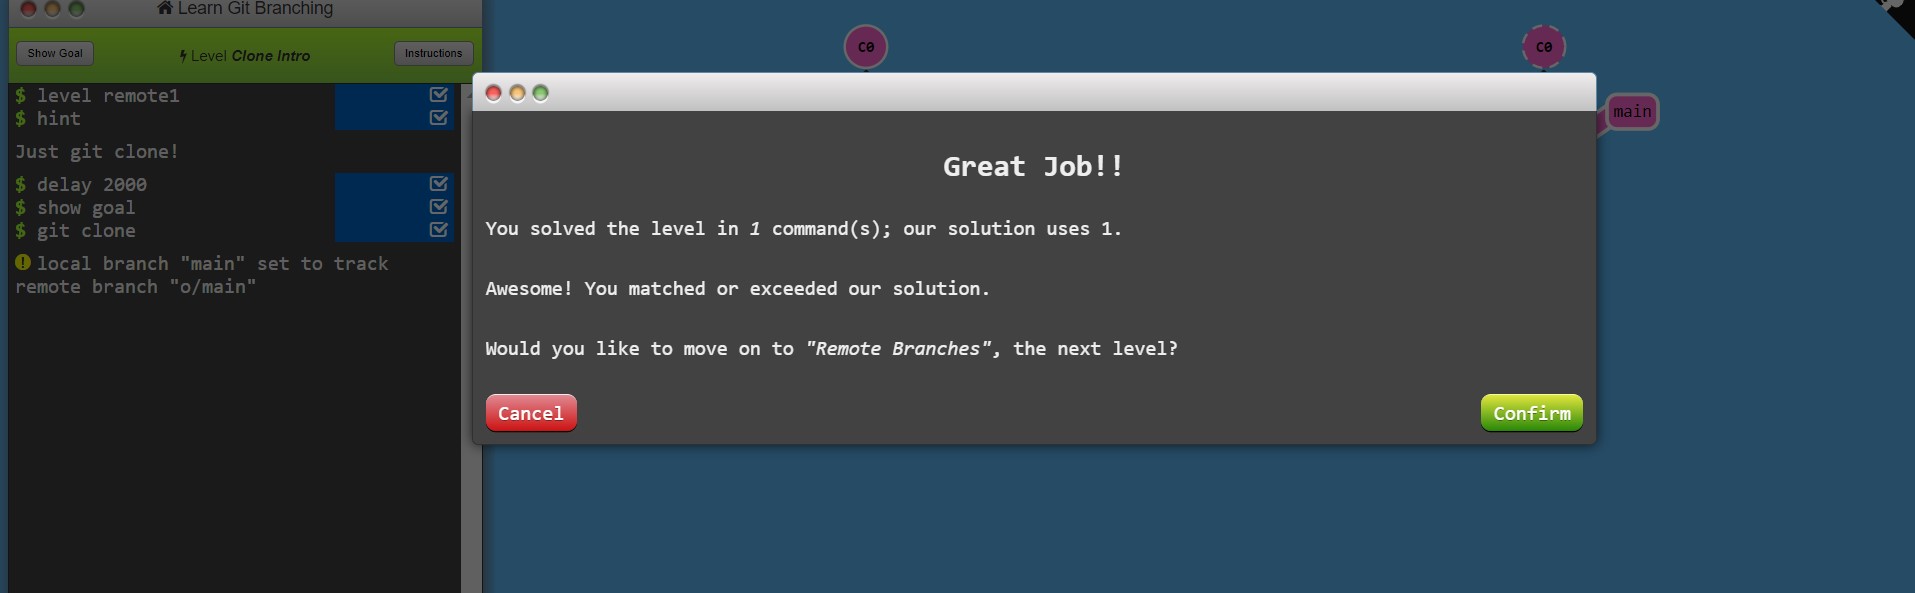 Learn Git Branching
Show Goal
Level Clone Intro
Instructions
$ level remote1
$ hint
Just git clone!
$ delay 2000
$ show goal
$ git clone
local branch "main" set to track
remote branch "o/main"
C0
C0
main
Great Job!!
You solved the level in 1 command(s); our solution uses 1.
Awesome! You matched or exceeded our solution.
Would you like to move on to "Remote Branches", the next level?
Cancel
Confirm